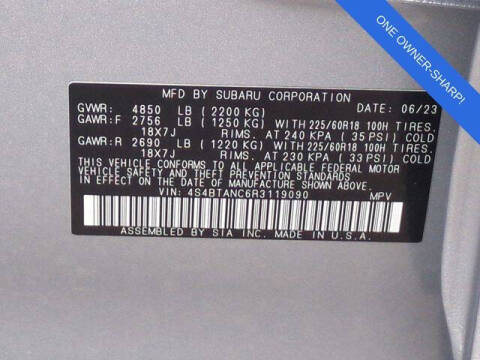 ONE OWNER-SHARP!
MFD BY SUBARU CORPORATION DATE: 06/23
GVWR: 4850 LB (2200 KG)
GAWR:F 2756 LB (1250 KG) WITH 225/60R18 100H TIRES.
18X7J RIMS. AT 240 KPA (35 PSI) COLD
GAWR:R 2690 LB (1220 KG) WITH 225/60R18 100H TIRES.
18X7J RIMS. AT 230 KPA (33 PSI) COLD
THIS VEHICLE CONFORMS TO ALL APPLICABLE FEDERAL MOTOR
VEHICLE SAFETY AND THEFT PREVENTION STANDARDS
IN EFFECT ON THE DATE OF MANUFACTURE SHOWN ABOVE.
VIN: 4S4BTANC6R3119090 MPV
ASSEMBLED BY SIA INC. MADE IN U.S.A.